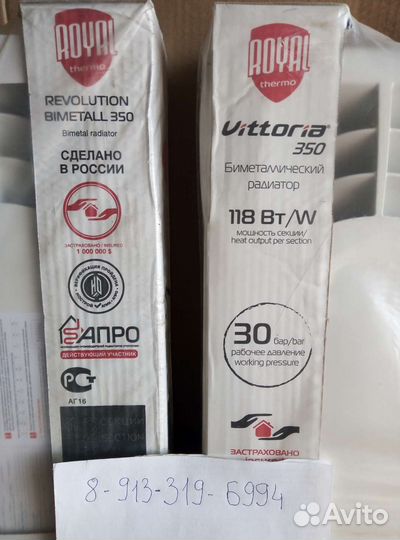 ROYAL
thermo
REVOLUTION
BIMETALL 350
Bimetal radiator
СДЕЛАНО
В РОССИИ
ЗАСТРАХОВАНО / INSURED
1 000 000 $
АПРО
ДЕЙСТВУЮЩИЙ УЧАСТНИК
АГ16
ROYAL
thermo
Vittoria
350
Биметаллический
радиатор
118 Вт/W
мощность секции/
heat output per section
30 бар/bar
рабочее давление
working pressure
ЗАСТРАХОВАНО
8-913-319-6994
Avito